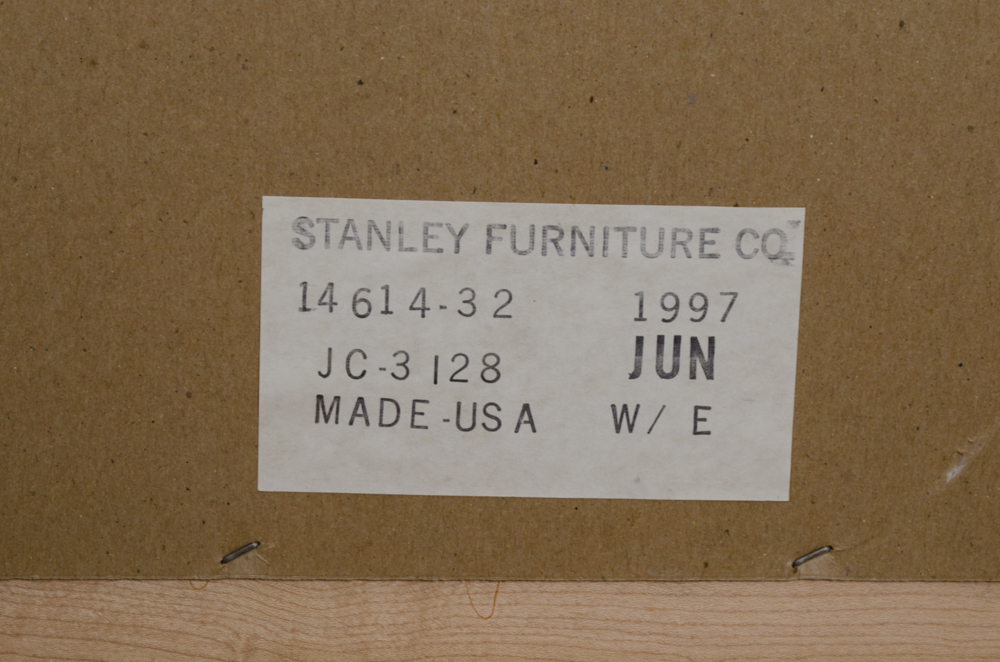 STANLEY FURNITURE CO.
14614-32 1997
JC-3128 JUN
MADE-USA W/ E